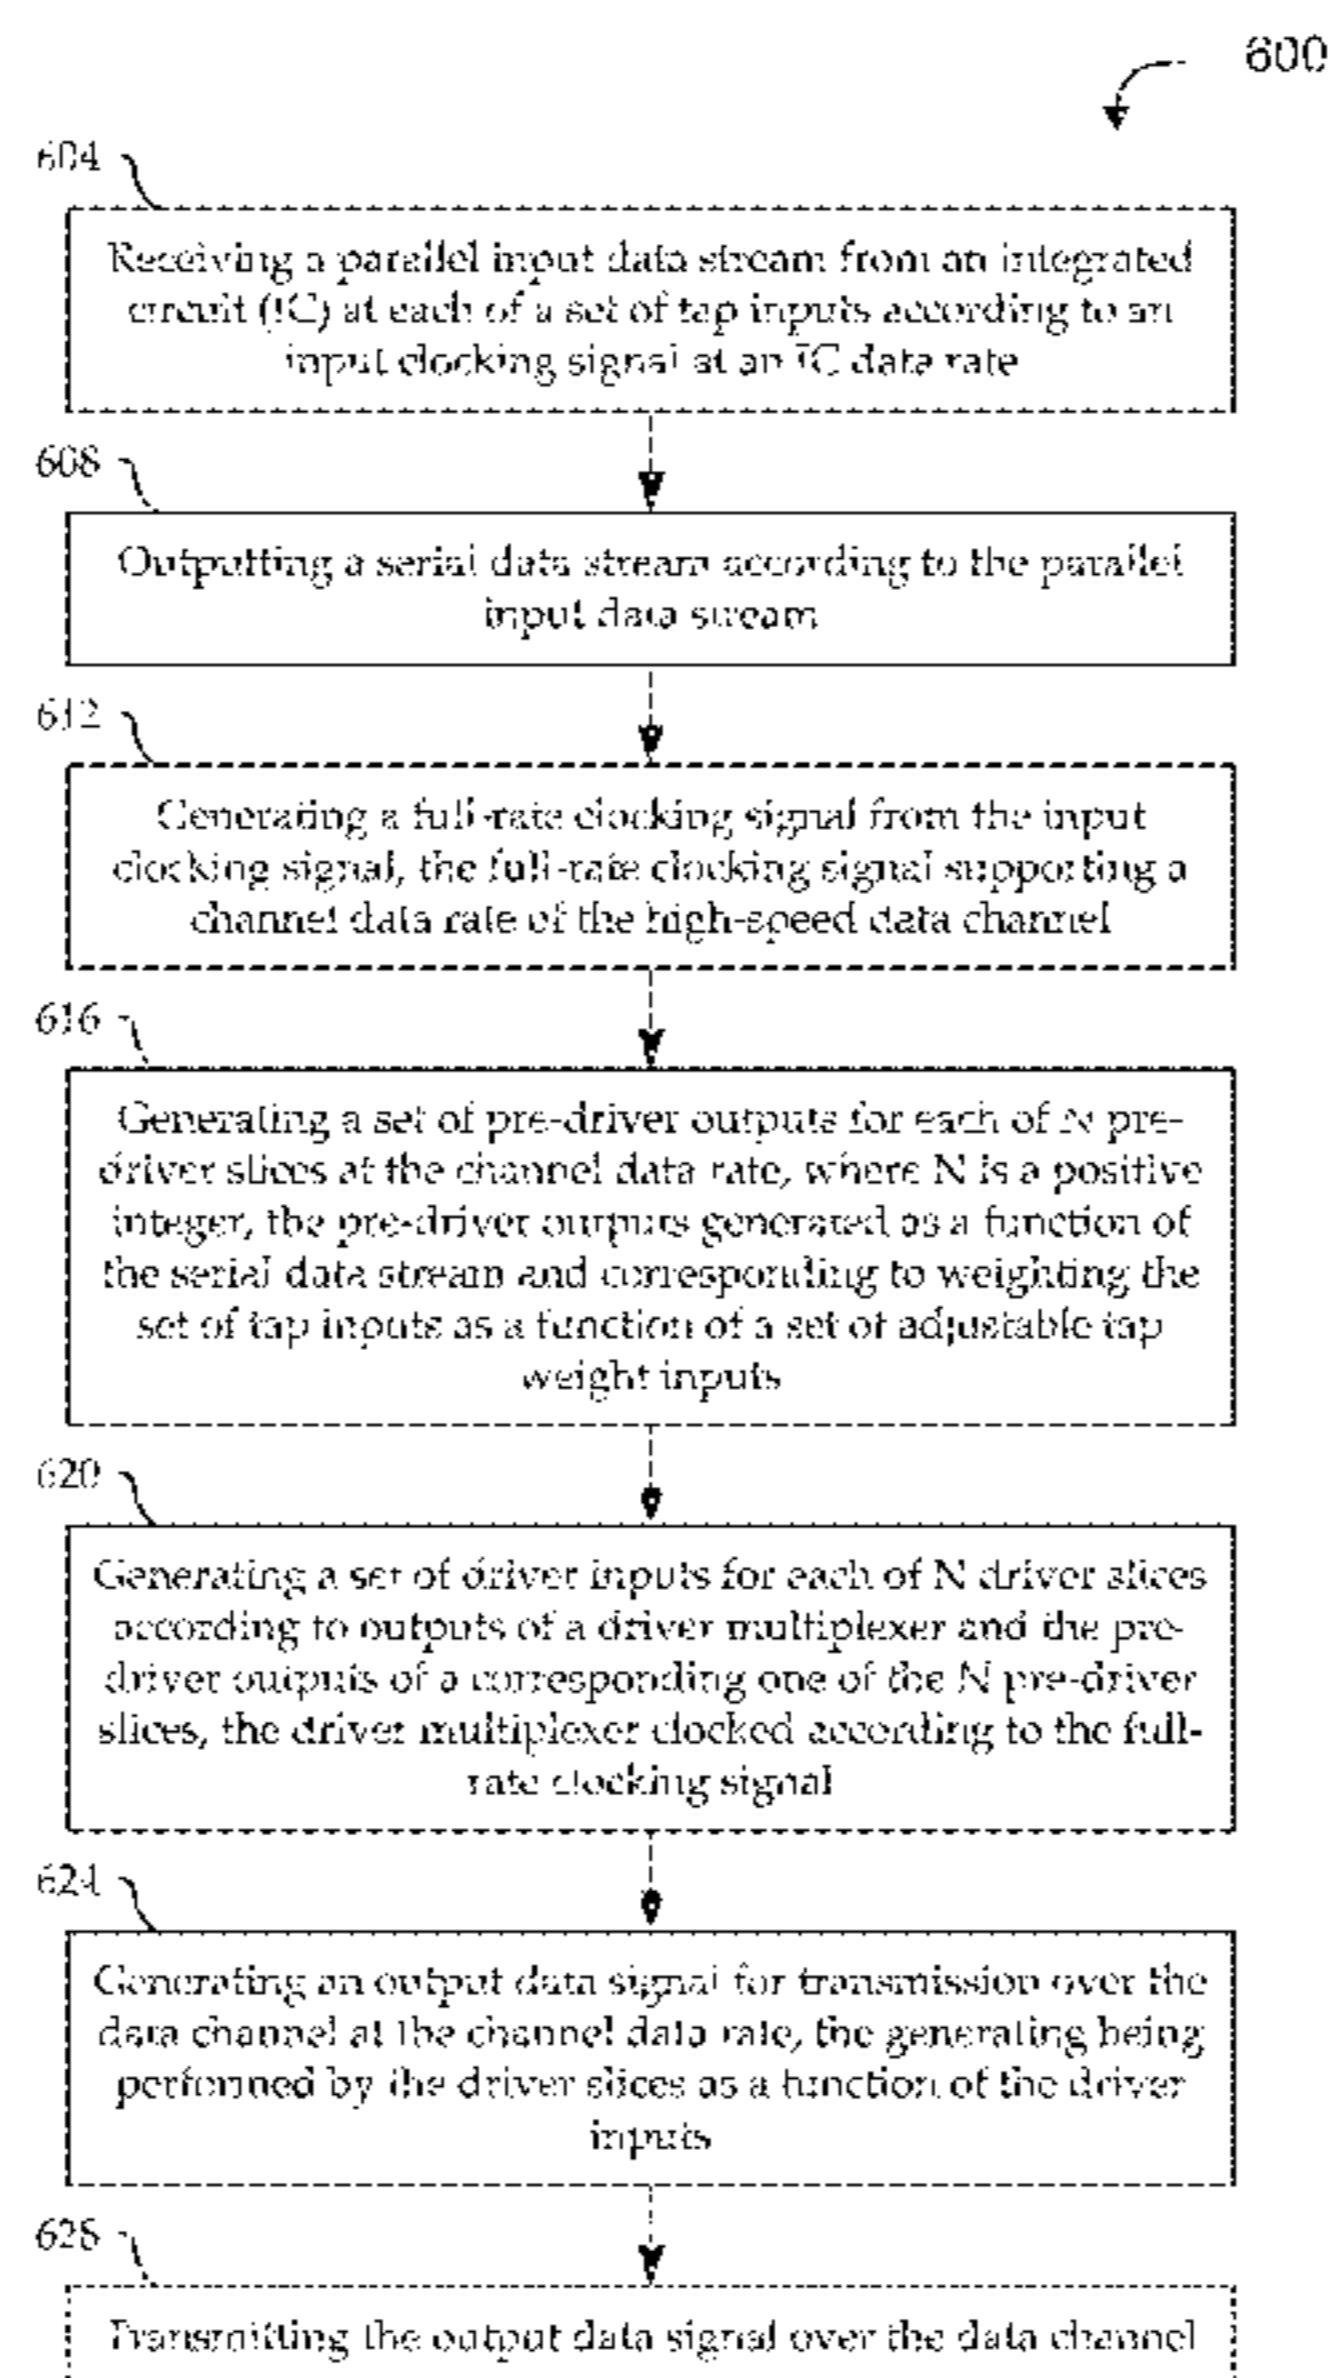 600
604
Receiving a parallel input data stream from an integrated
circuit (IC) at each of a set of tap inputs according to an
input clocking signal at an IC data rate
608
Outputting a serial data stream according to the parallel
input data stream
612
Generating a full-rate clocking signal from the input
clocking signal, the full-rate clocking signal supporting a
channel data rate of the high-speed data channel
616
Generating a set of pre-driver outputs for each of N pre-
driver slices at the channel data rate, where N is a positive
integer, the pre-driver outputs generated as a function of
the serial data stream and corresponding to weighting the
set of tap inputs as a function of a set of adjustable tap
weight inputs
620
Generating a set of driver inputs for each of N driver slices
according to outputs of a driver multiplexer and the pre-
driver outputs of a corresponding one of the N pre-driver
slices, the driver multiplexer clocked according to the full-
rate clocking signal
624
Generating an output data signal for transmission over the
data channel at the channel data rate, the generating being
performed by the driver slices as a function of the driver
inputs
628
Transmitting the output data signal over the data channel